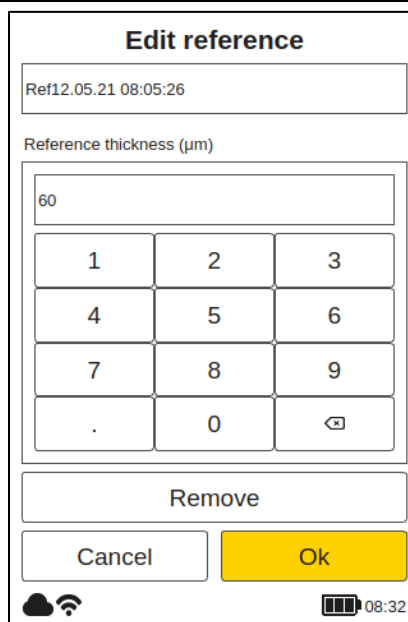 Edit reference
Ref12.05.21 08:05:26
Reference thickness (μm)
60
1 2 3
4 5 6
7 8 9
. 0
Remove
Cancel Ok
08:32